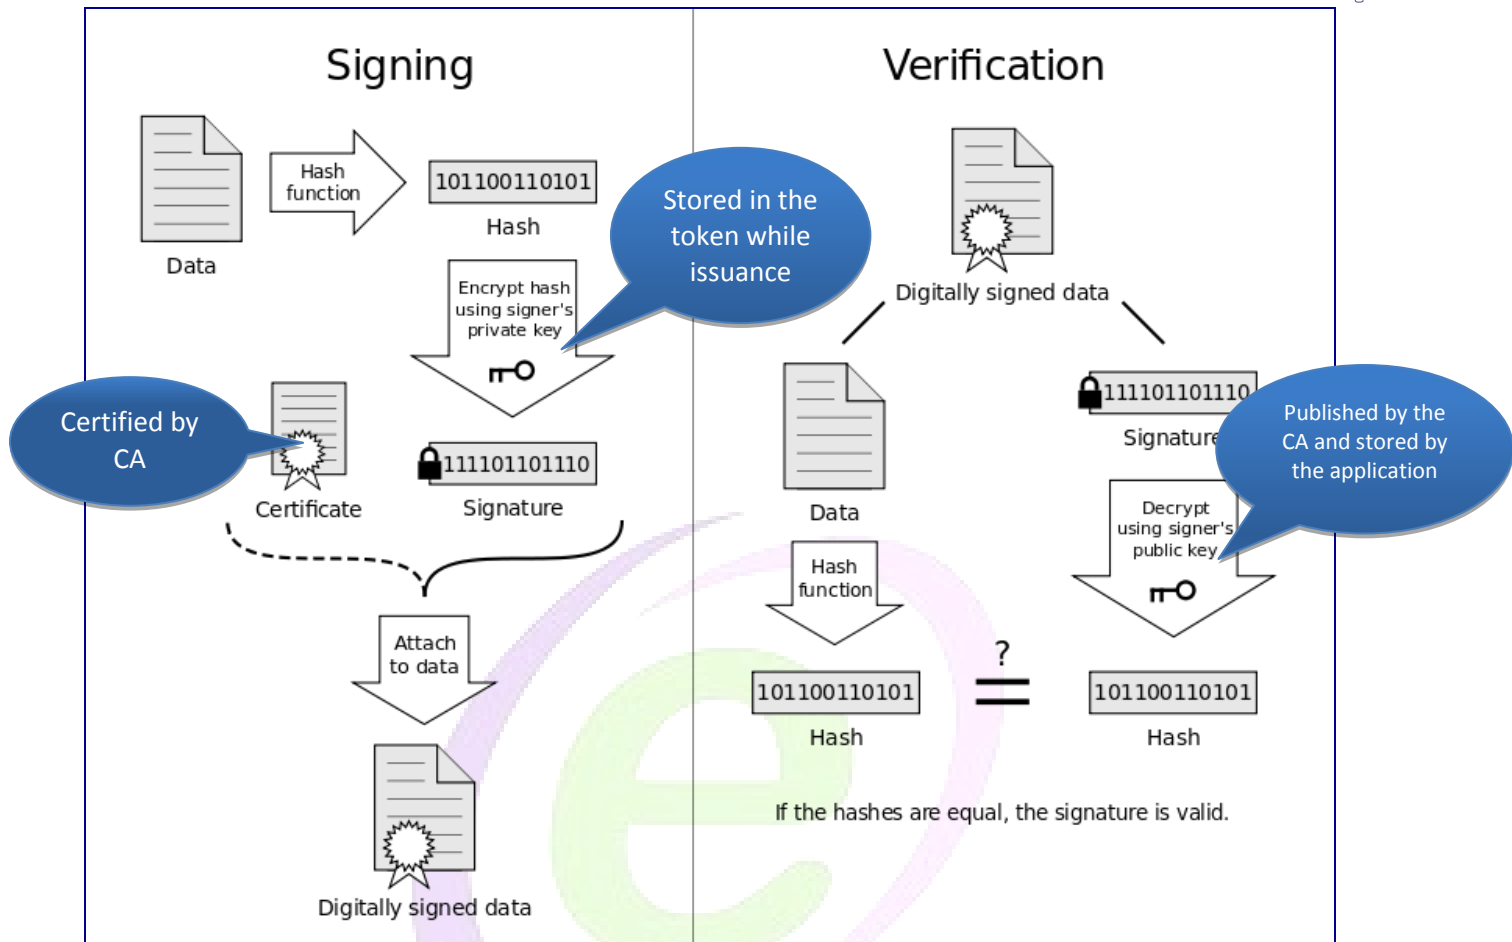 Signing
Hash
function
101100110101
Hash
Data
Stored in the
token while
issuance
Encrypt hash
using signer's
private key
Certified by
CA
Certificate
111101101110
Signature
Attach
to data
Digitally signed data
Verification
Digitally signed data
111101101110
Signature
Published by the
CA and stored by
the application
Data
Decrypt
using signer's
public key
Hash
function
101100110101
Hash
?
=
101100110101
Hash
If the hashes are equal, the signature is valid.